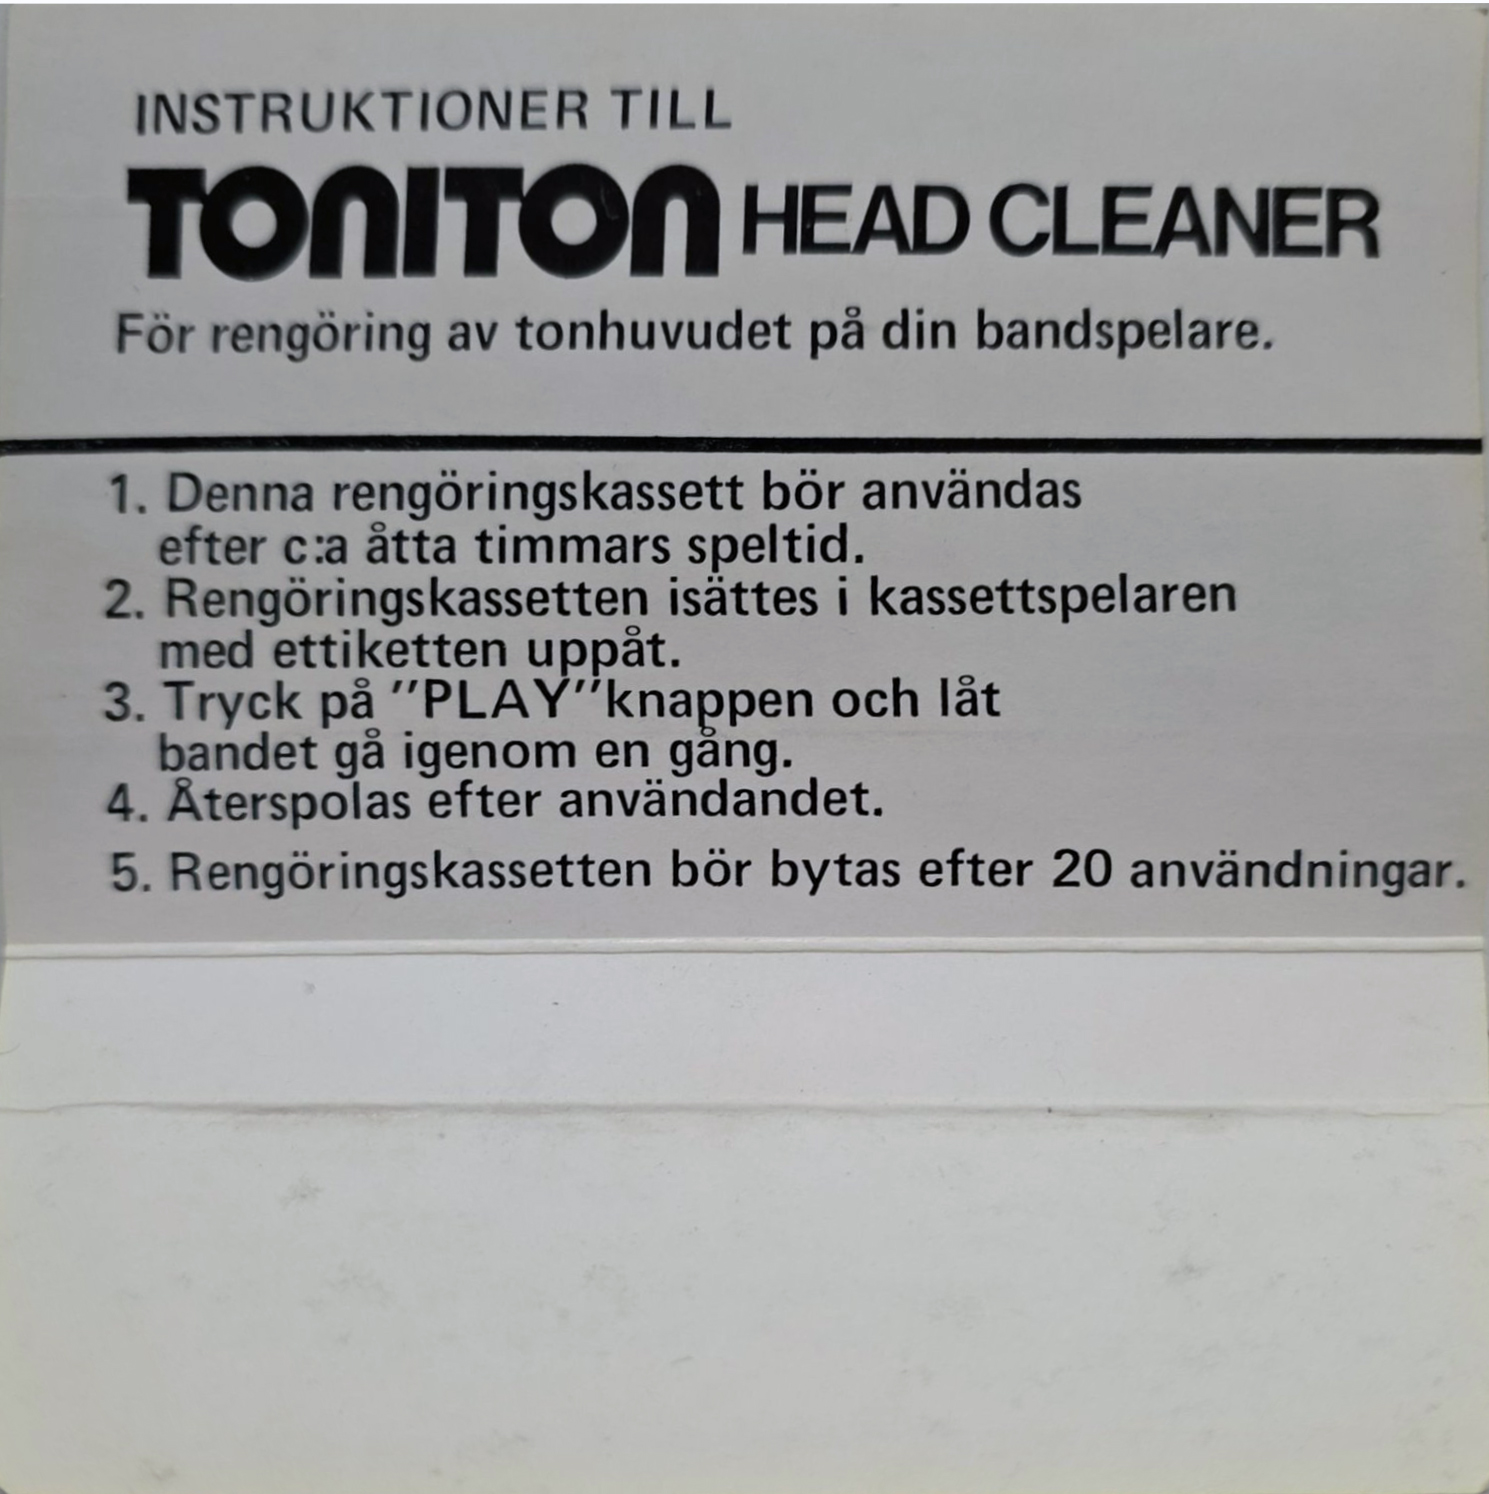 INSTRUKTIONER TILL
TONITON HEAD CLEANER
För rengöring av tonhuvudet på din bandspelare.
1. Denna rengöringskassett bör användas
efter c:a åtta timmars speltid.
2. Rengöringskassetten isättes i kassettspelaren
med ettiketten uppåt.
3. Tryck på "PLAY"knappen och låt
bandet gå igenom en gång.
4. Återspolas efter användandet.
5. Rengöringskassetten bör bytas efter 20 användningar.